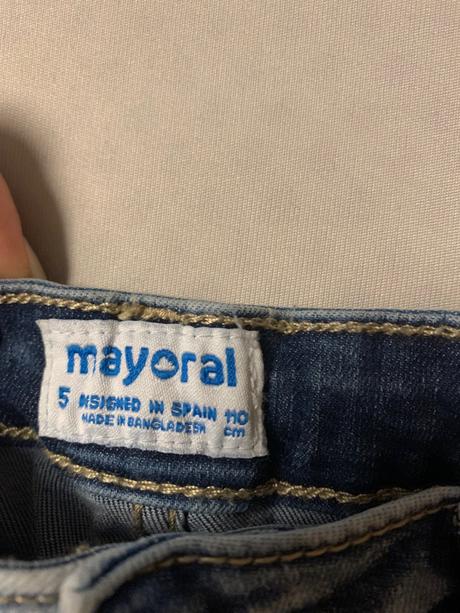 mayoral
5 DESIGNED IN SPAIN 110
MADE IN BANGLADESH cm